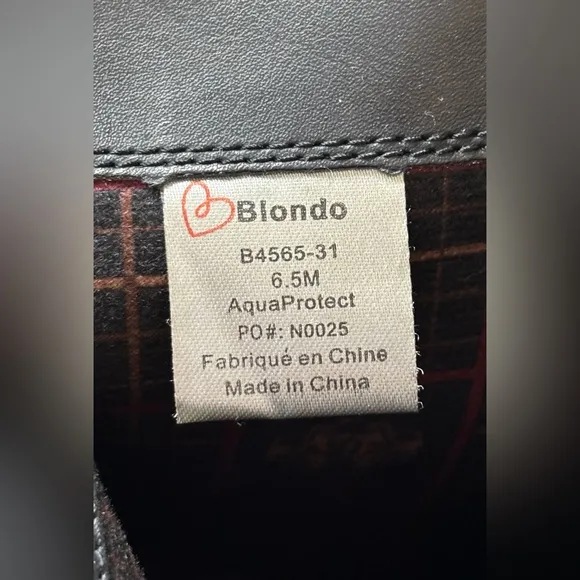 Blondo
B4565-31
6.5M
AquaProtect
PO#: N0025
Fabriqué en Chine
Made in China